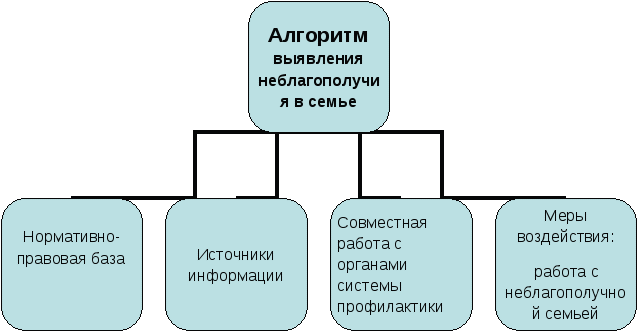 Алгоритм
выявления
неблагополучи
я в семье
Нормативно-
правовая база
Источники
информации
Совместная
работа с
органами
системы
профилактики
Меры
воздействия:
работа с
неблагополучно
й семьей